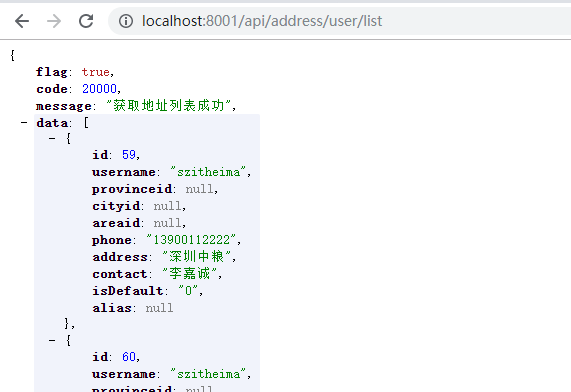 localhost:8001/api/address/user/list
{
flag: true,
code: 20000,
message: "获取地址列表成功",
- data: [
- {
id: 59,
username: "szitheima",
provinceid: null,
cityid: null,
areaid: null,
phone: "13900112222",
address: "深圳中粮",
contact: "李嘉诚",
isDefault: "0",
alias: null
},
- {
id: 60,
username: "szitheima",
provinceid: null,